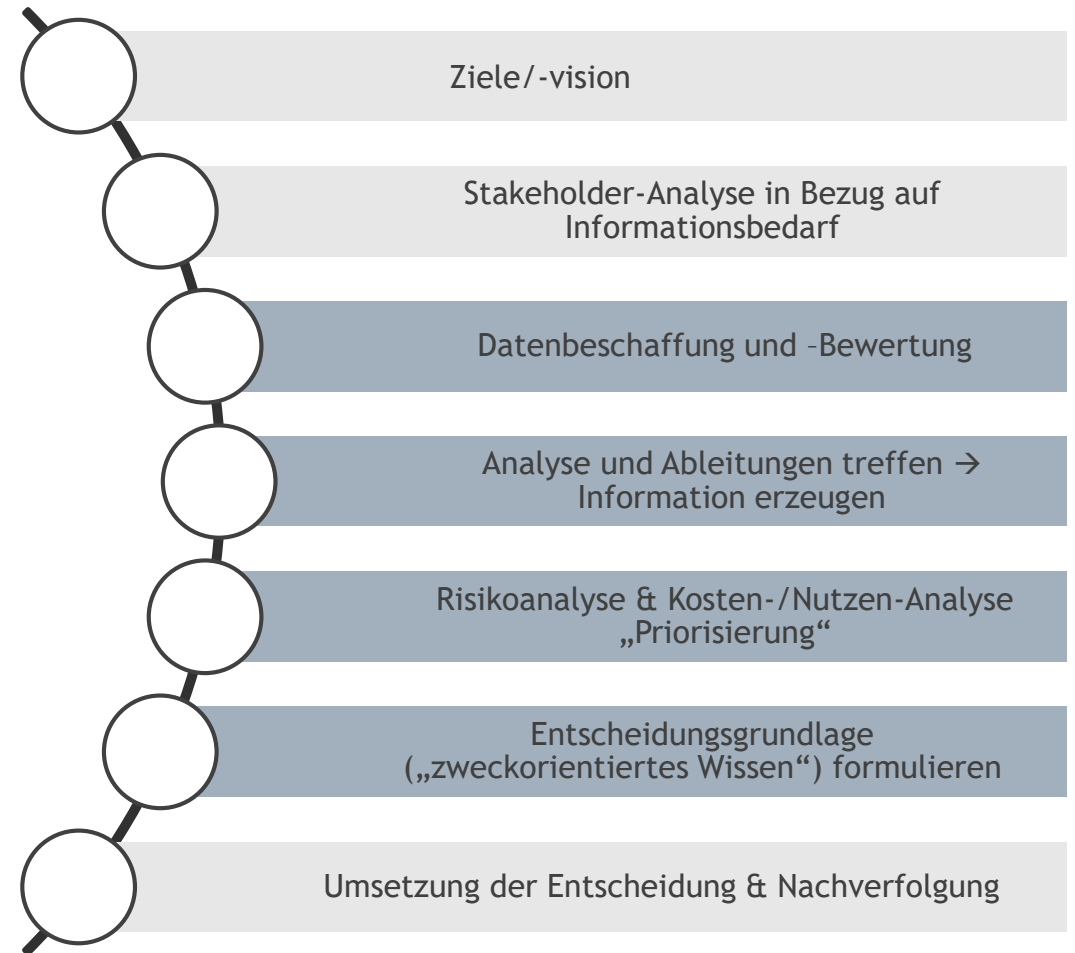 Ziele/-vision
Stakeholder-Analyse in Bezug auf
Informationsbedarf
Datenbeschaffung und –Bewertung
Analyse und Ableitungen treffen →
Information erzeugen
Risikoanalyse & Kosten-/Nutzen-Analyse
„Priorisierung“
Entscheidungsgrundlage
(„zweckorientiertes Wissen“) formulieren
Umsetzung der Entscheidung & Nachverfolgung